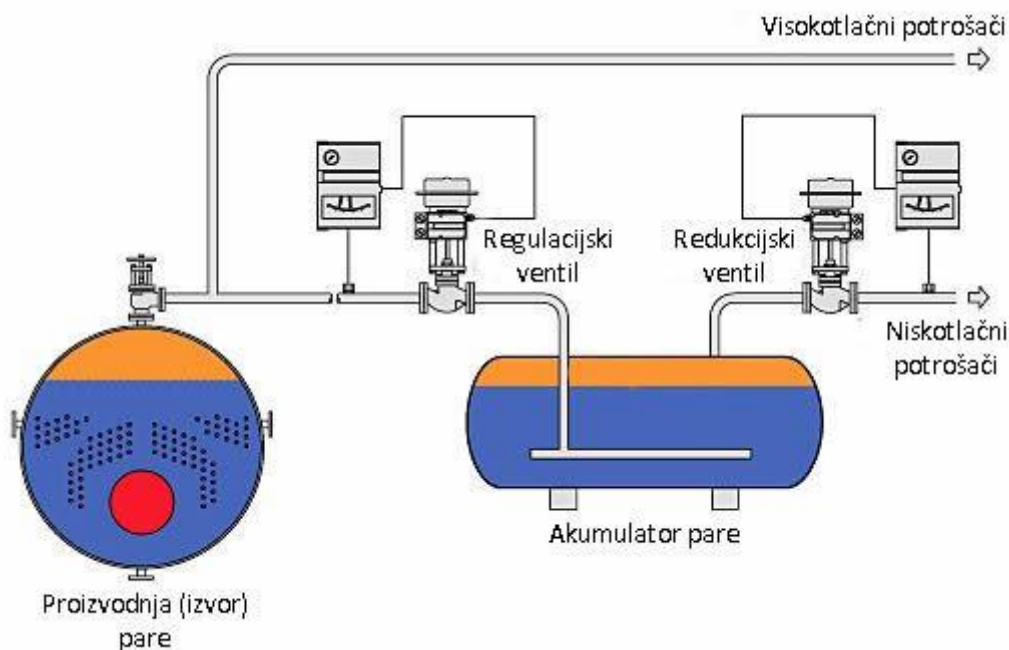 Visokotlačni potrošači
Regulacijski
ventil
Redukcijski
ventil
Niskotlačni
potrošači
Akumulator pare
Proizvodnja (izvor)
pare